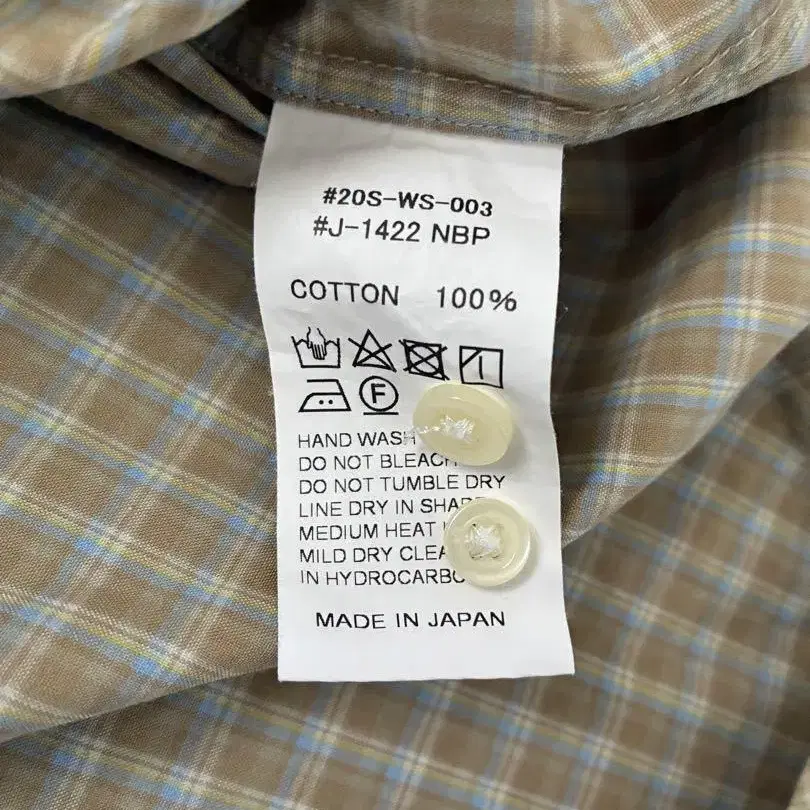 #20S-WS-003
#J-1422 NBP
COTTON 100%
F
HAND WASH
DO NOT BLEACH
DO NOT TUMBLE DRY
LINE DRY IN SHADE
MEDIUM HEAT
MILD DRY CLEA
IN HYDROCARBO
MADE IN JAPAN